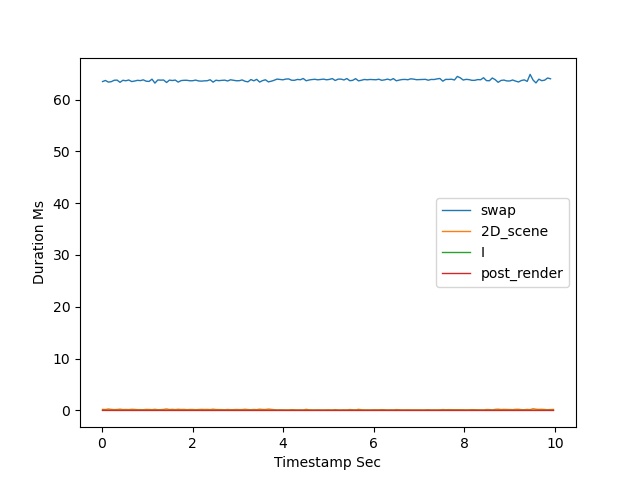 60
50
40
30
20
10
0
Duration Ms
swap
2D_scene
I
post_render
0 2 4 6 8 10
Timestamp Sec